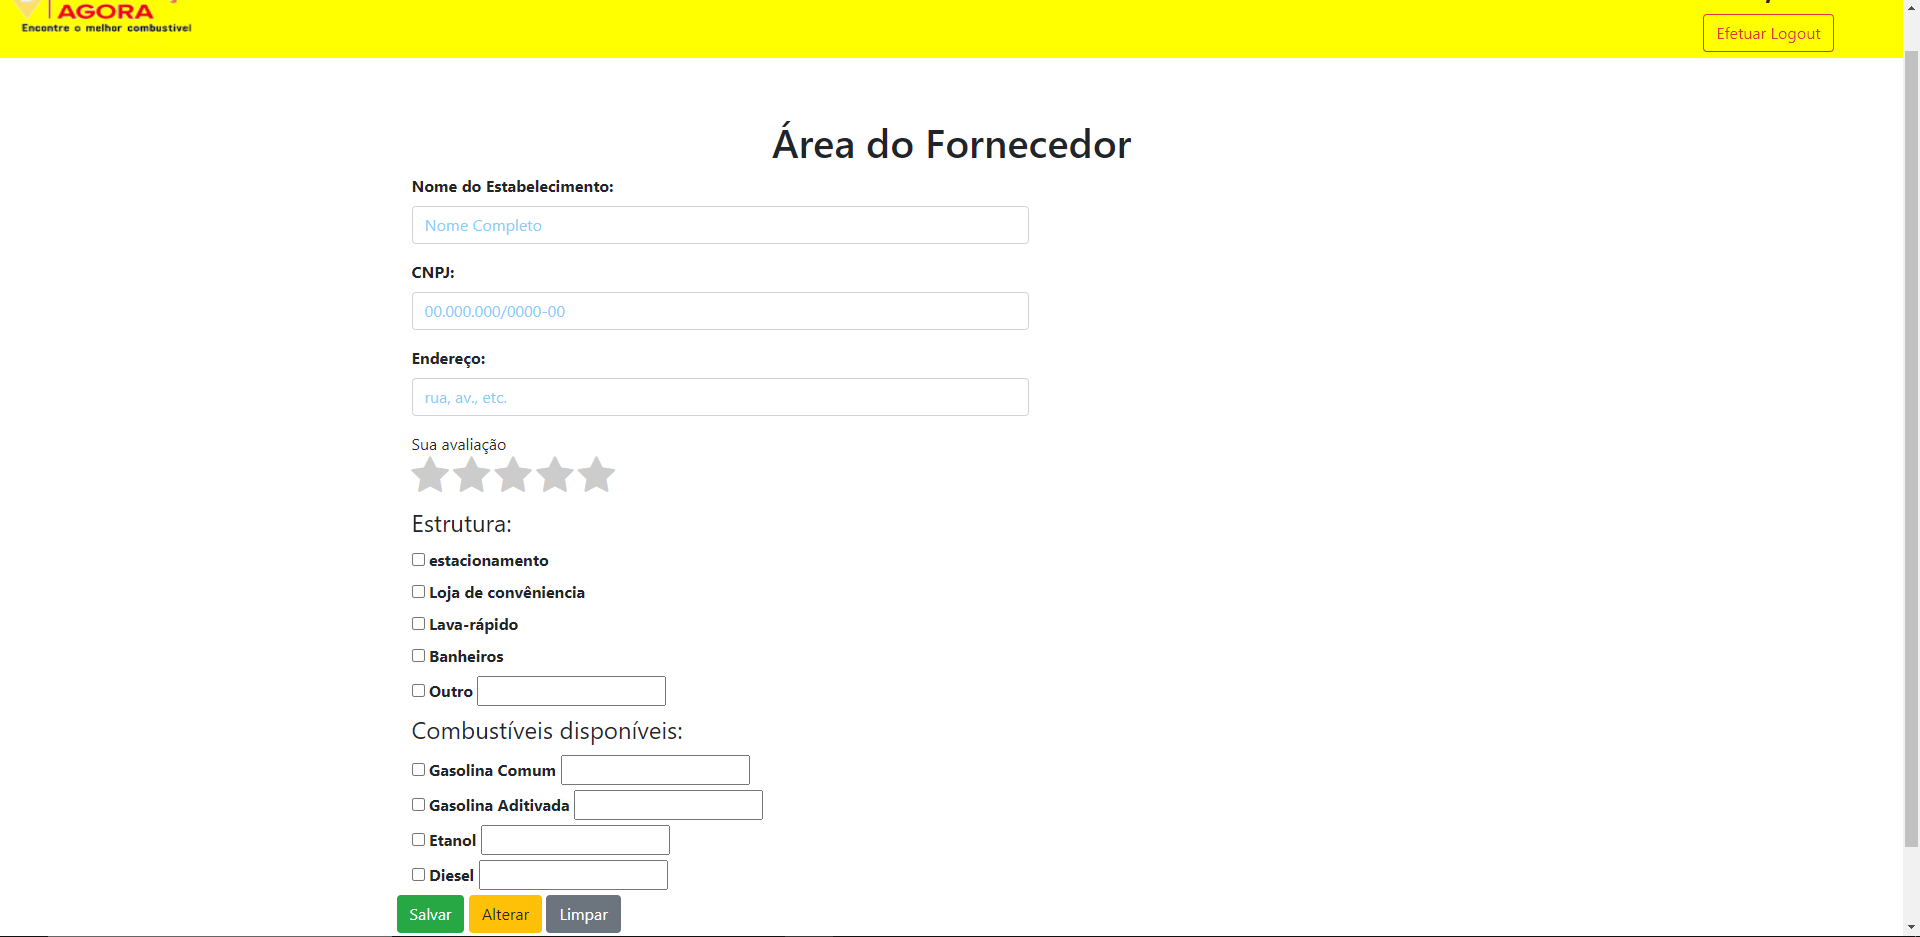 AGORA
Encontre o melhor combustível
Efetuar Logout
Área do Fornecedor
Nome do Estabelecimento:
Nome Completo
CNPJ:
00.000.000/0000-00
Endereço:
rua, av., etc.
Sua avaliação
Estrutura:
estacionamento
Loja de convêniencia
Lava-rápido
Banheiros
Outro
Combustíveis disponíveis:
Gasolina Comum
Gasolina Aditivada
Etanol
Diesel
Salvar Alterar Limpar